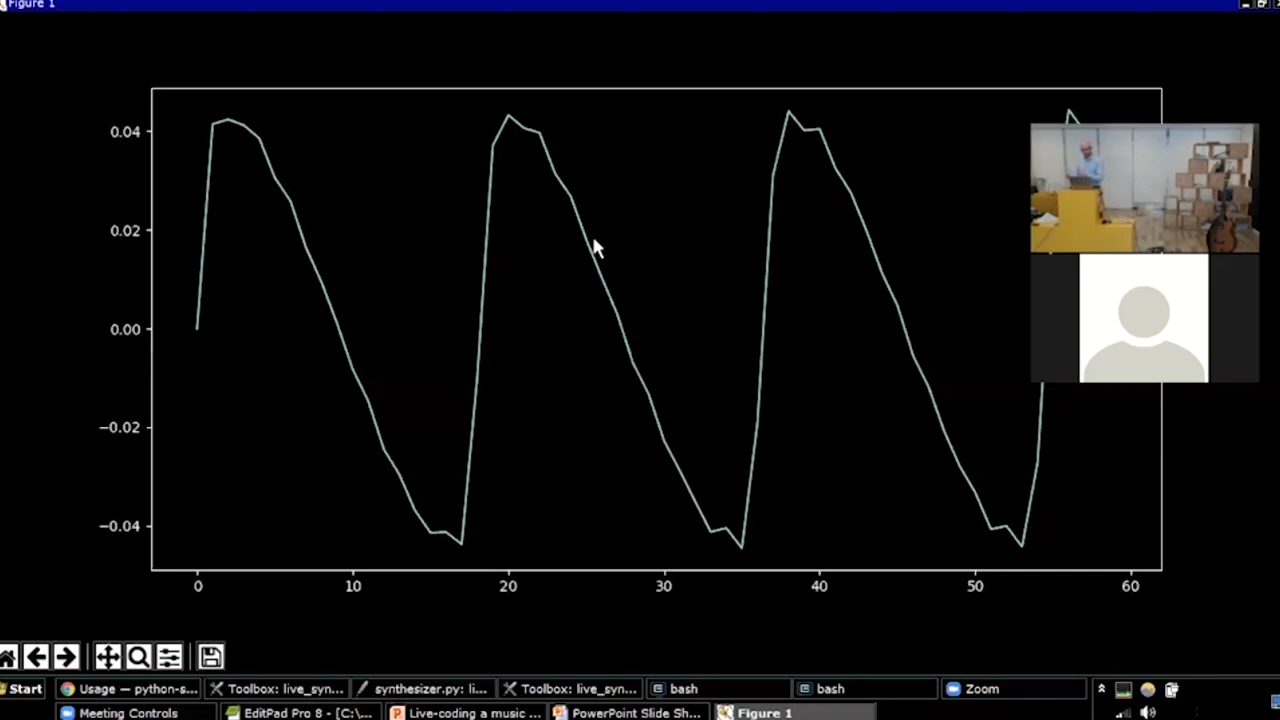 Figure 1
0.04
0.02
0.00
−0.02
−0.04
0 10 20 30 40 50 60
Start Usage — python-s... Toolbox: live_syn... synthesizer.py: li... Toolbox: live_syn... bash bash Zoom
Meeting Controls EditPad Pro 8 - [C:\... Live-coding a music ... PowerPoint Slide Sh... Figure 1